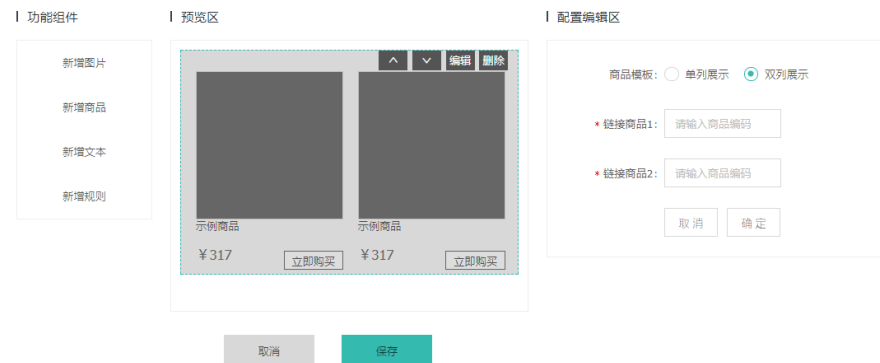 功能组件
新增图片
新增商品
新增文本
新增规则
预览区
编辑 删除
示例商品 示例商品
￥317 立即购买 ￥317 立即购买
取消 保存
配置编辑区
商品模板: 单列展示 双列展示
* 链接商品1: 请输入商品编码
* 链接商品2: 请输入商品编码
取 消 确 定